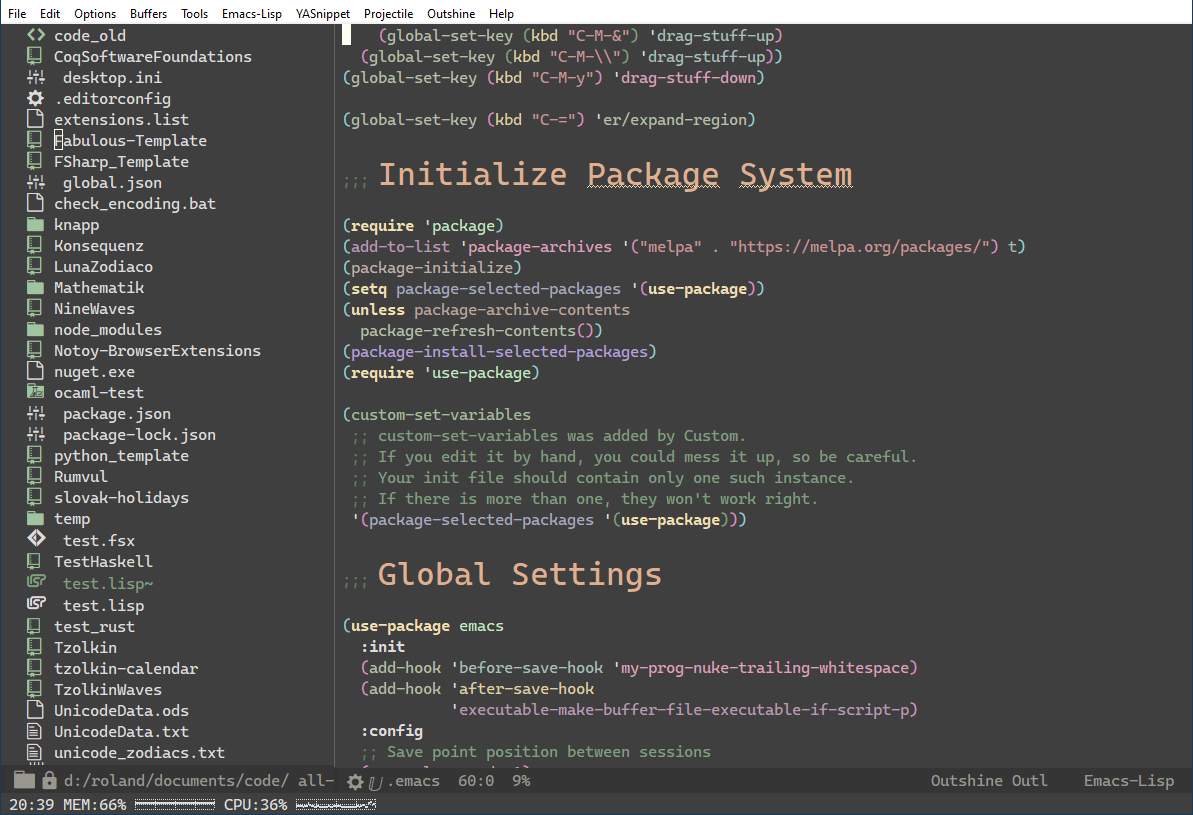 File Edit Options Buffers Tools Emacs-Lisp YASnippet Projectile Outshine Help
code_old
CoqSoftwareFoundations
desktop.ini
.editorconfig
extensions.list
Fabulous-Template
FSharp_Template
global.json
check_encoding.bat
knapp
Konsequenz
LunaZodiaco
Mathematik
NineWaves
node_modules
Notoy-BrowserExtensions
nuget.exe
ocaml-test
package.json
package-lock.json
python_template
Rumvul
slovak-holidays
temp
test.fsx
TestHaskell
test.lisp~
test.lisp
test_rust
Tzolkin
tzolkin-calendar
TzolkinWaves
UnicodeData.ods
UnicodeData.txt
unicode_zodiacs.txt
d:/roland/documents/code/ all-
(global-set-key (kbd "C-M-&") 'drag-stuff-up)
(global-set-key (kbd "C-M-\\") 'drag-stuff-up))
(global-set-key (kbd "C-M-y") 'drag-stuff-down)
(global-set-key (kbd "C-=") 'er/expand-region)
;;; Initialize Package System
(require 'package)
(add-to-list 'package-archives '("melpa" . "https://melpa.org/packages/") t)
(package-initialize)
(setq package-selected-packages '(use-package))
(unless package-archive-contents
package-refresh-contents())
(package-install-selected-packages)
(require 'use-package)
(custom-set-variables
;; custom-set-variables was added by Custom.
;; If you edit it by hand, you could mess it up, so be careful.
;; Your init file should contain only one such instance.
;; If there is more than one, they won't work right.
'(package-selected-packages '(use-package)))
;;; Global Settings
(use-package emacs
:init
(add-hook 'before-save-hook 'my-prog-nuke-trailing-whitespace)
(add-hook 'after-save-hook
'executable-make-buffer-file-executable-if-script-p)
:config
;; Save point position between sessions
.emacs 60:0 9% Outshine Outl Emacs-Lisp
20:39 MEM:66% CPU:36%